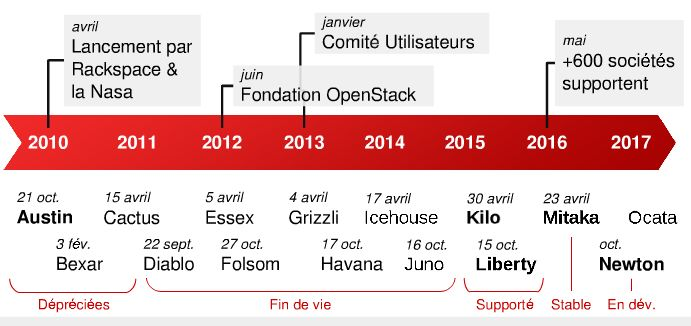 avril
Lancement par
Rackspace &
la Nasa
juin
Fondation OpenStack
janvier
Comité Utilisateurs
mai
+600 sociétés
supportent
2010 2011 2012 2013 2014 2015 2016 2017
21 oct. 15 avril 5 avril 4 avril 17 avril 30 avril 23 avril
Austin Cactus Essex Grizzli Icehouse Kilo Mitaka Ocata
3 fév. 22 sept. 27 oct. 17 oct. 16 oct. 15 oct. oct.
Bexar Diablo Folsom Havana Juno Liberty Newton
Dépréciées Fin de vie Supporté Stable En dév.